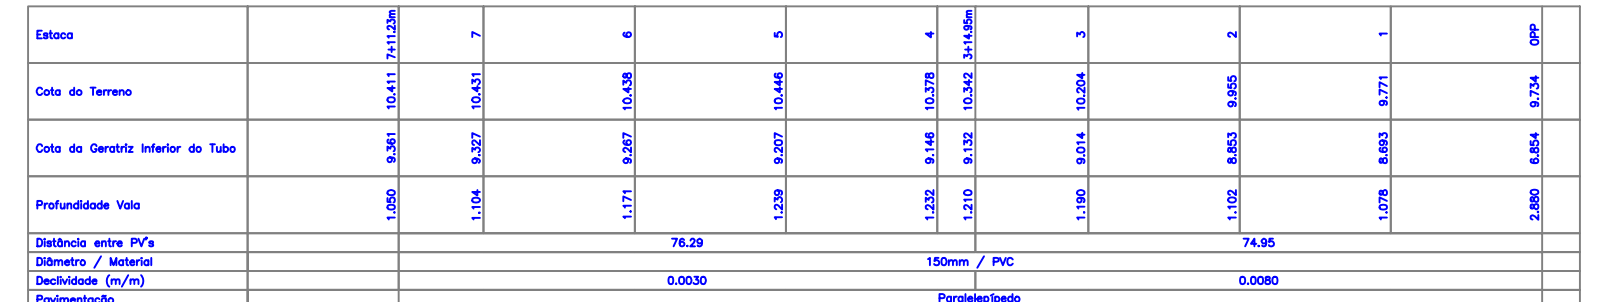 Estaca 7+11.23m 7 6 5 4 3+14.95m 3 2 1 0PP
Cota do Terreno 10.411 10.431 10.438 10.446 10.378 10.342 10.204 9.955 9.771 9.734
Cota da Geratriz Inferior do Tubo 9.361 9.327 9.267 9.207 9.146 9.132 9.014 8.853 8.693 6.854
Profundidade Vala 1.050 1.104 1.171 1.239 1.232 1.210 1.190 1.102 1.078 2.880
Distância entre PV's 76.29 74.95
Diâmetro / Material 150mm / PVC
Declividade (m/m) 0.0030 0.0080
Pavimentação Paralelepípedo